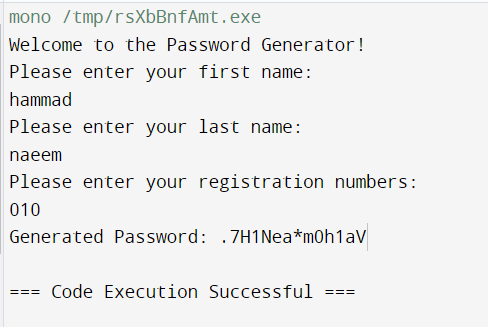 mono /tmp/rsXbBnfAmt.exe
Welcome to the Password Generator!
Please enter your first name:
hammad
Please enter your last name:
naeem
Please enter your registration numbers:
010
Generated Password: .7H1Nea*m0h1aV
=== Code Execution Successful ===